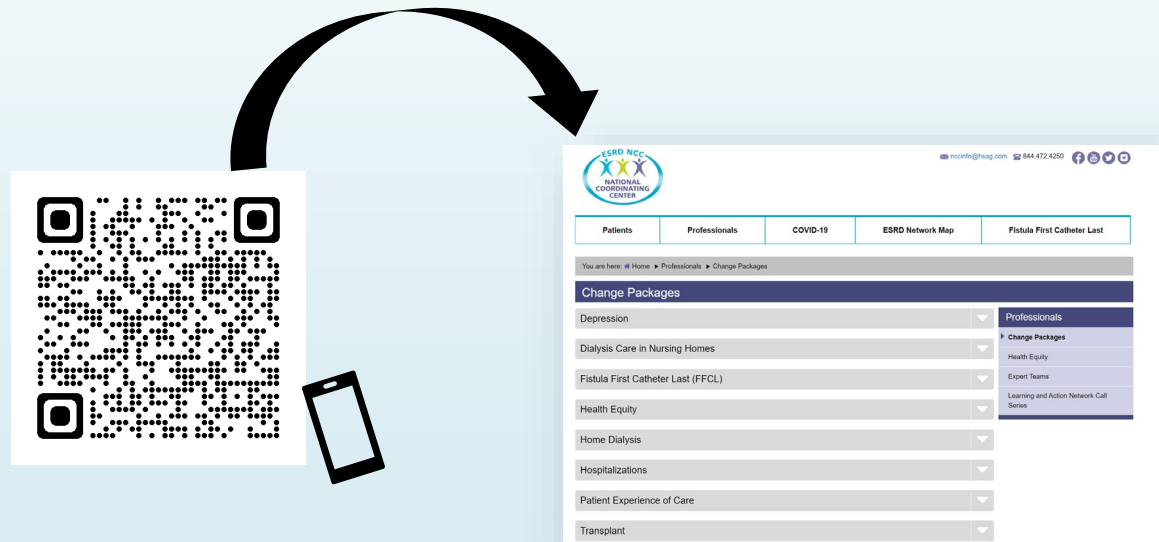 ESRD NCC
NATIONAL
COORDINATING
CENTER
nccinfo@hsag.com 844.472.4250
Patients Professionals COVID-19 ESRD Network Map Fistula First Catheter Last
You are here: Home ▸ Professionals ▸ Change Packages
Change Packages
Depression
Dialysis Care in Nursing Homes
Fistula First Catheter Last (FFCL)
Health Equity
Home Dialysis
Hospitalizations
Patient Experience of Care
Transplant
Professionals
Change Packages
Health Equity
Expert Teams
Learning and Action Network Call
Series